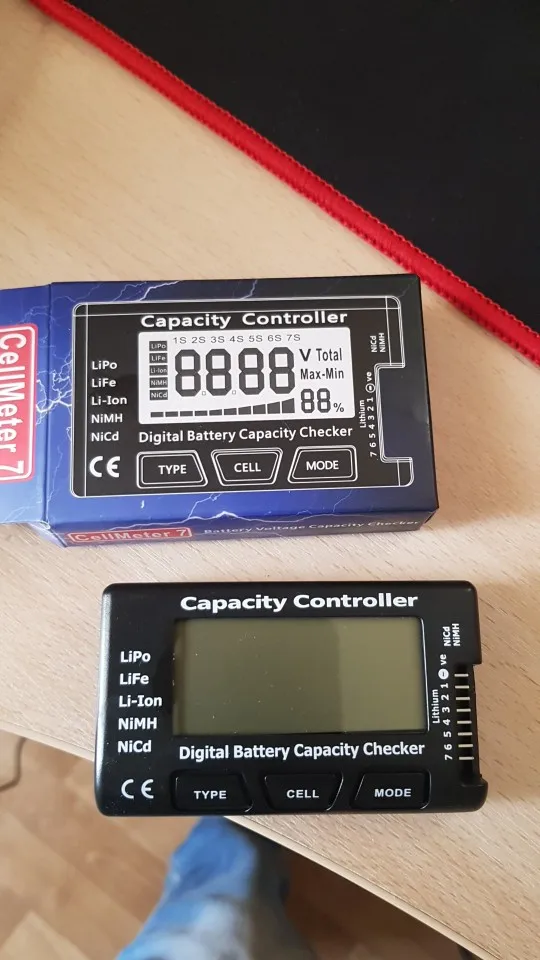 CellMeter 7
Capacity Controller
LiPo
LiFe
Li-Ion
NiMH
NiCd
LiPo
LiFe
Li-Ion
NiMH
NiCd
1S 2S 3S 4S 5S 6S 7S
8.8.88 V Total
Max-Min
88%
Digital Battery Capacity Checker
CE
TYPE
CELL
MODE
NiCd
NiMH
Lithium
7 6 5 4 3 2 1 - ve
CellMeter 7
Battery Voltage Capacity Checker
Capacity Controller
LiPo
LiFe
Li-Ion
NiMH
NiCd
Digital Battery Capacity Checker
CE
TYPE
CELL
MODE
NiCd
NiMH
Lithium
7 6 5 4 3 2 1 - ve